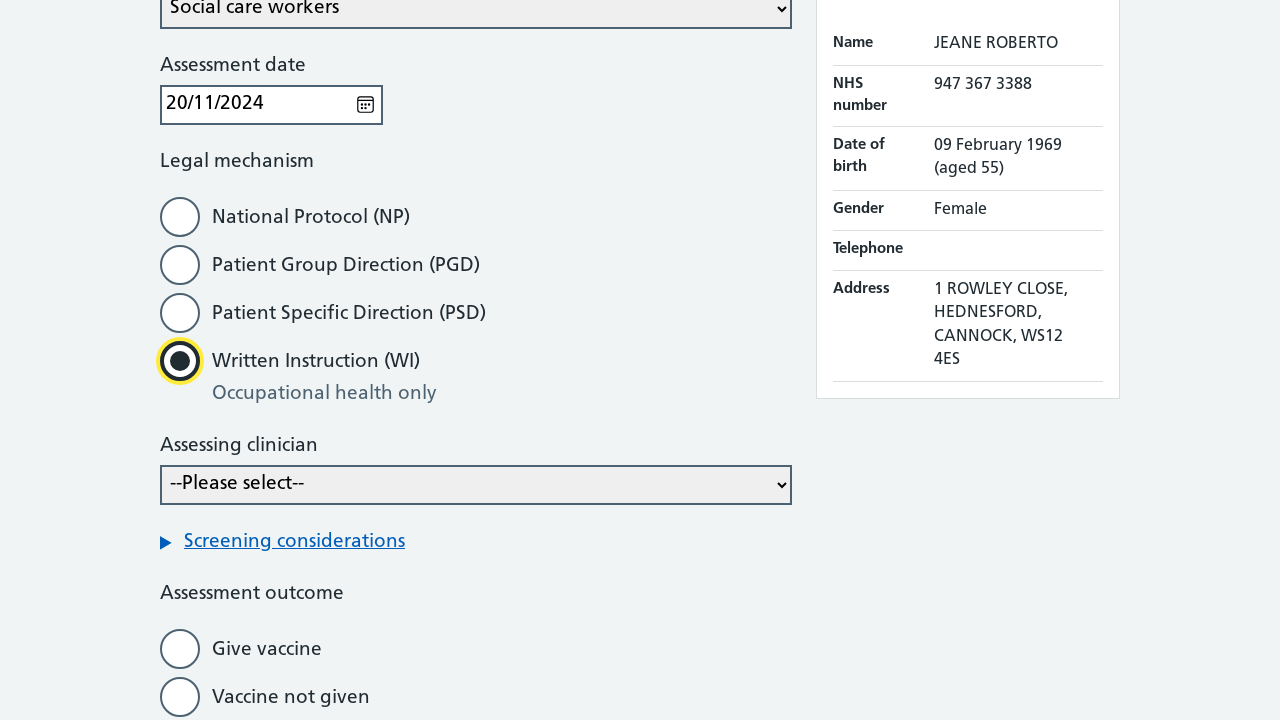 Social care workers
Assessment date
20/11/2024
Legal mechanism
National Protocol (NP)
Patient Group Direction (PGD)
Patient Specific Direction (PSD)
Written Instruction (WI)
Occupational health only
Assessing clinician
--Please select--
Screening considerations
Assessment outcome
Give vaccine
Vaccine not given
Name JEANE ROBERTO
NHS number 947 367 3388
Date of birth 09 February 1969 (aged 55)
Gender Female
Telephone
Address 1 ROWLEY CLOSE,
HEDNESFORD,
CANNOCK, WS12
4ES